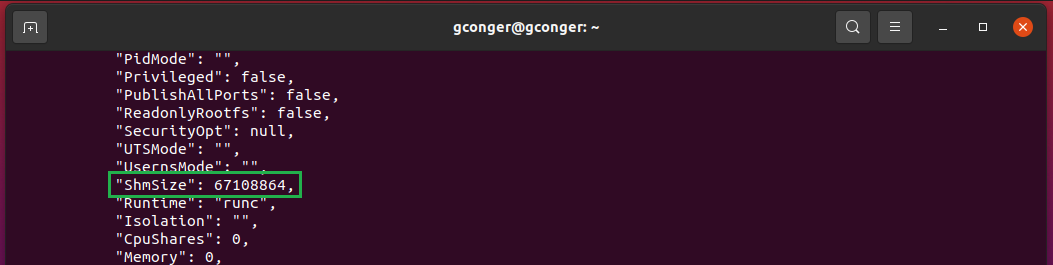 gconger@gconger: ~
"PidMode": "",
"Privileged": false,
"PublishAllPorts": false,
"ReadonlyRootfs": false,
"SecurityOpt": null,
"UTSMode": "",
"UsernsMode": "",
"ShmSize": 67108864,
"Runtime": "runc",
"Isolation": "",
"CpuShares": 0,
"Memory": 0,